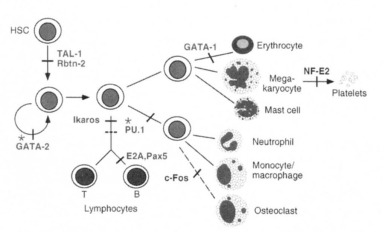 HSC
TAL-1
Rbtn-2
*
GATA-2
Ikaros
*
PU.1
E2A,Pax5
T
B
Lymphocytes
GATA-1
Erythrocyte
Mega-
karyocyte
NF-E2
Platelets
Mast cell
Neutrophil
Monocyte/
macrophage
c-Fos
Osteoclast